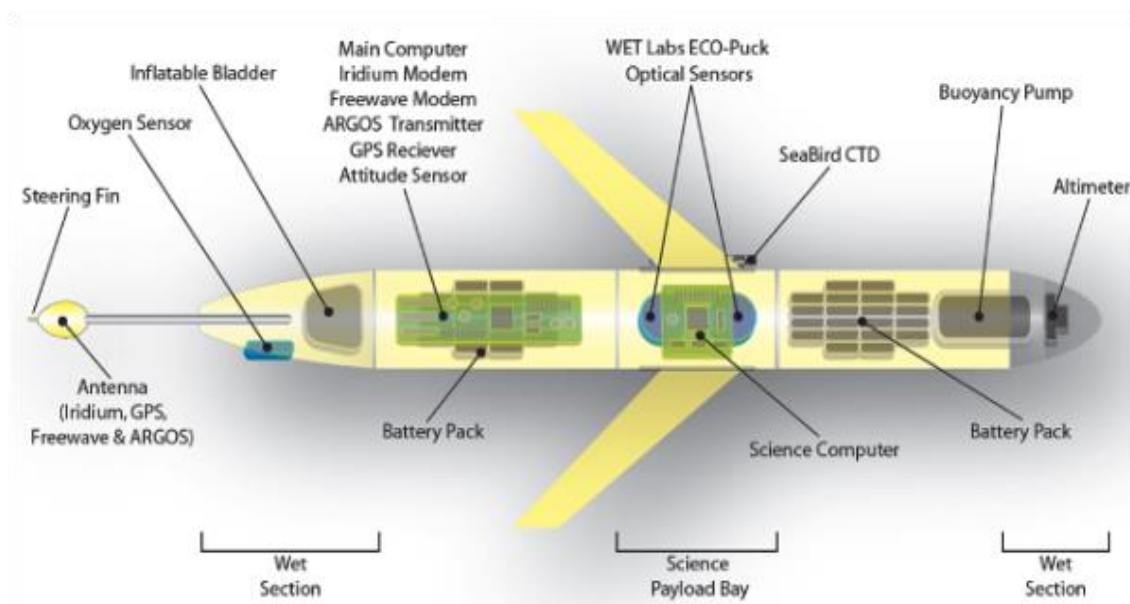 Main Computer
Iridium Modem
Freewave Modem
ARGOS Transmitter
GPS Reciever
Attitude Sensor
WET Labs ECO-Puck
Optical Sensors
Inflatable Bladder
Buoyancy Pump
Oxygen Sensor
SeaBird CTD
Steering Fin
Altimeter
Antenna
(Iridium, GPS,
Freewave & ARGOS)
Battery Pack
Science Computer
Battery Pack
Wet
Section
Science
Payload Bay
Wet
Section